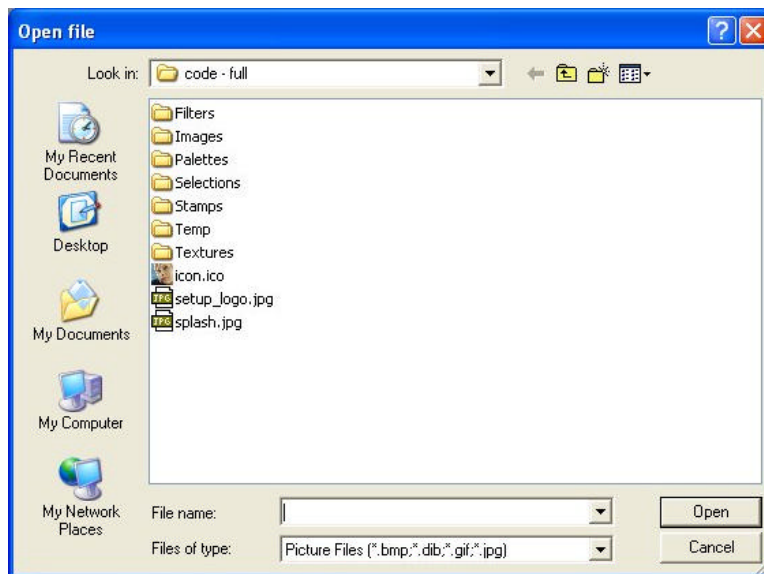 Open file
Look in:
code - full
My Recent
Documents
Desktop
My Documents
My Computer
My Network
Places
Filters
Images
Palettes
Selections
Stamps
Temp
Textures
icon.ico
JPG setup_logo.jpg
JPG splash.jpg
File name:
Open
Files of type:
Picture Files (*.bmp;*.dib;*.gif;*.jpg)
Cancel